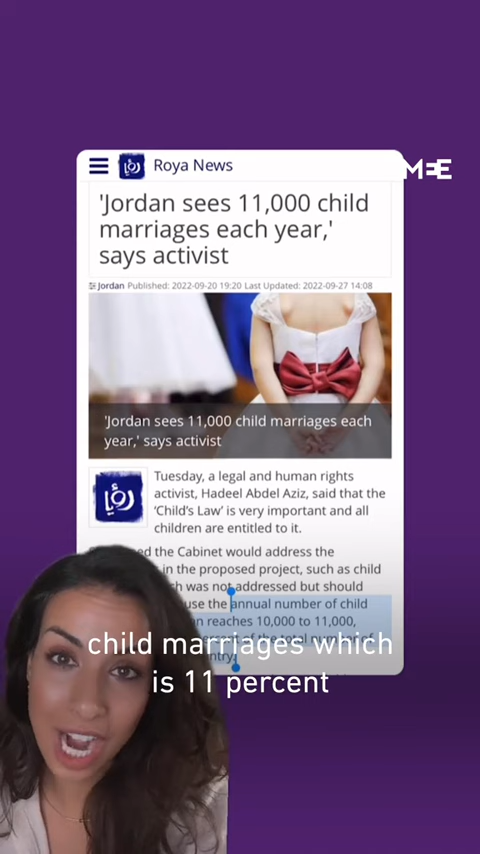 Roya News
MEE
'Jordan sees 11,000 child
marriages each year,'
says activist
Jordan Published: 2022-09-20 19:20 Last Updated: 2022-09-27 14:08
'Jordan sees 11,000 child marriages each
year,' says activist
رؤيا
Tuesday, a legal and human rights
activist, Hadeel Abdel Aziz, said that the
'Child's Law' is very important and all
children are entitled to it.
the Cabinet would address the
in the proposed project, such as child
was not addressed but should
use the annual number of child
reaches 10,000 to 11,000,
child marriages which
is 11 percent